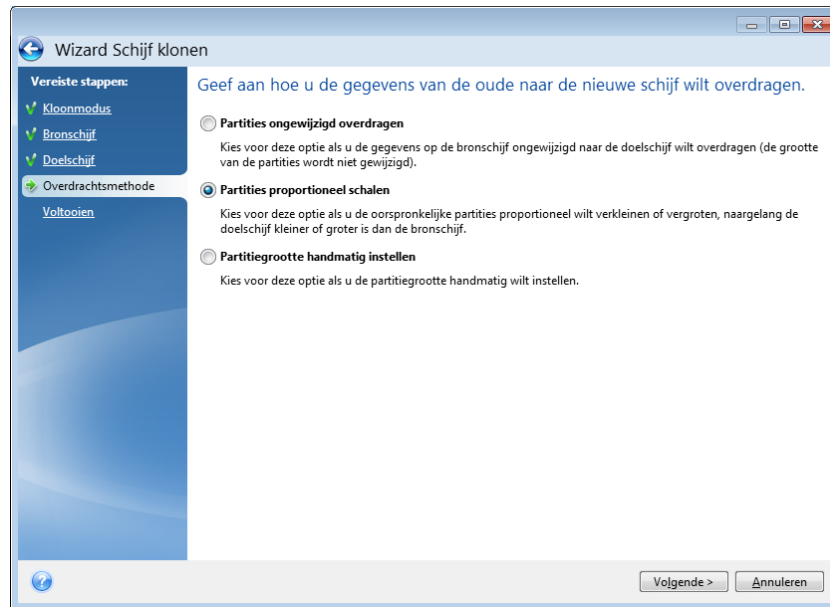 Wizard Schijf klonen
Vereiste stappen:
Kloonmodus
Bronschijf
Doelschijf
Overdrachtsmethode
Voltooien
Geef aan hoe u de gegevens van de oude naar de nieuwe schijf wilt overdragen.
Partities ongewijzigd overdragen
Kies voor deze optie als u de gegevens op de bronschijf ongewijzigd naar de doelschijf wilt overdragen (de grootte
van de partities wordt niet gewijzigd).
Partities proportioneel schalen
Kies voor deze optie als u de oorspronkelijke partities proportioneel wilt verkleinen of vergroten, naargelang de
doelschijf kleiner of groter is dan de bronschijf.
Partitiegrootte handmatig instellen
Kies voor deze optie als u de partitiegrootte handmatig wilt instellen.
?
Volgende >
Annuleren